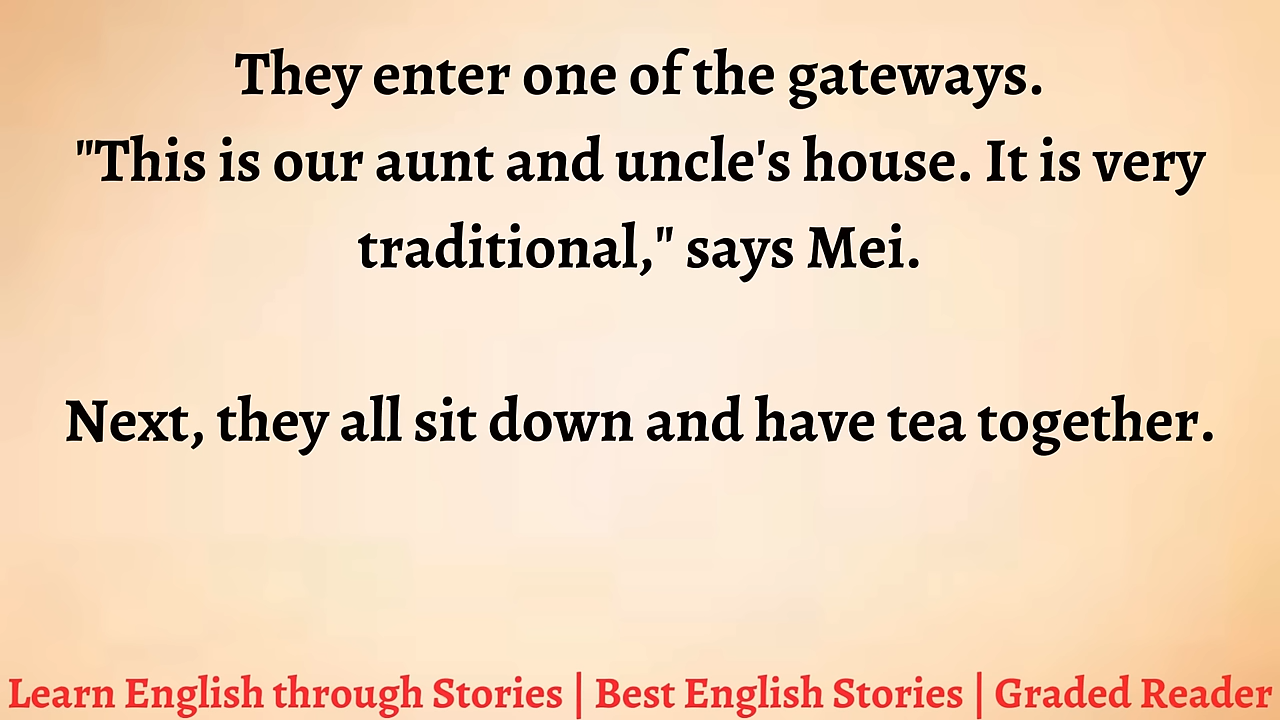 They enter one of the gateways.
"This is our aunt and uncle's house. It is very
traditional," says Mei.
Next, they all sit down and have tea together.
Learn English through Stories | Best English Stories | Graded Reader